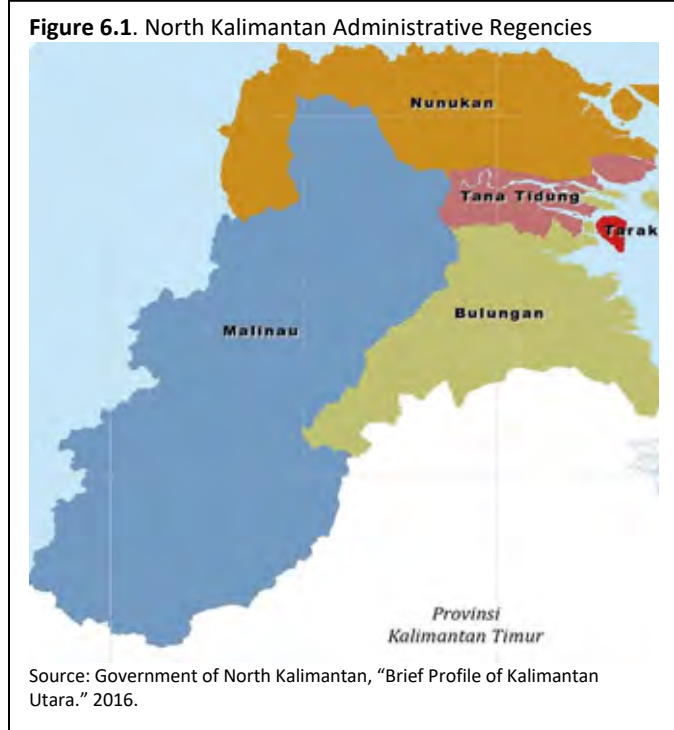 Figure 6.1. North Kalimantan Administrative Regencies
Nunukan
Tana Tidung
Tarak
Bulungan
Malinau
Provinsi
Kalimantan Timur
Source: Government of North Kalimantan, “Brief Profile of Kalimantan
Utara.” 2016.